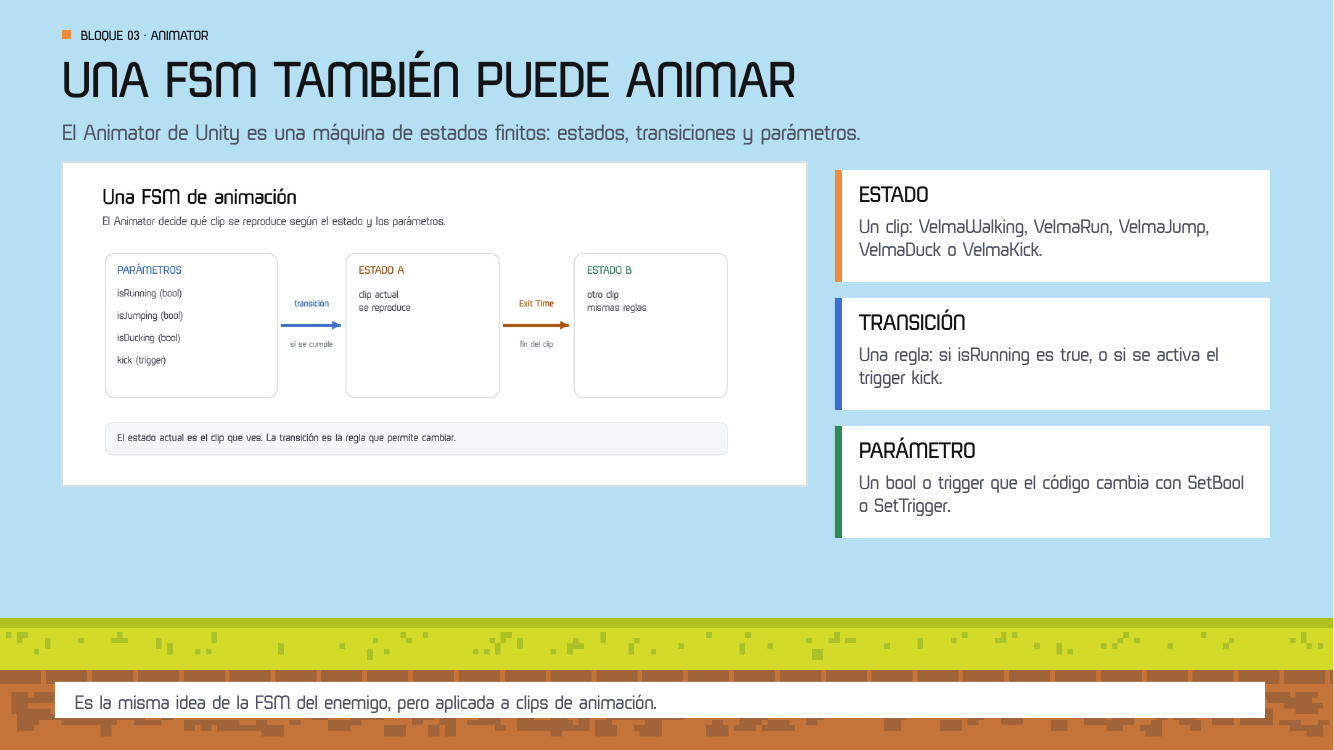 BLOQUE 03 · ANIMATOR
UNA FSM TAMBIÉN PUEDE ANIMAR
El Animator de Unity es una máquina de estados finitos: estados, transiciones y parámetros.
Una FSM de animación
El Animator decide qué clip se reproduce según el estado y los parámetros.
PARÁMETROS
isRunning (bool)
isJumping (bool)
isDucking (bool)
kick (trigger)
transición
si se cumple
ESTADO A
clip actual
se reproduce
Exit Time
fin del clip
ESTADO B
otro clip
mismas reglas
El estado actual es el clip que ves. La transición es la regla que permite cambiar.
ESTADO
Un clip: VelmaWalking, VelmaRun, VelmaJump,
VelmaDuck o VelmaKick.
TRANSICIÓN
Una regla: si isRunning es true, o si se activa el
trigger kick.
PARÁMETRO
Un bool o trigger que el código cambia con SetBool
o SetTrigger.
Es la misma idea de la FSM del enemigo, pero aplicada a clips de animación.